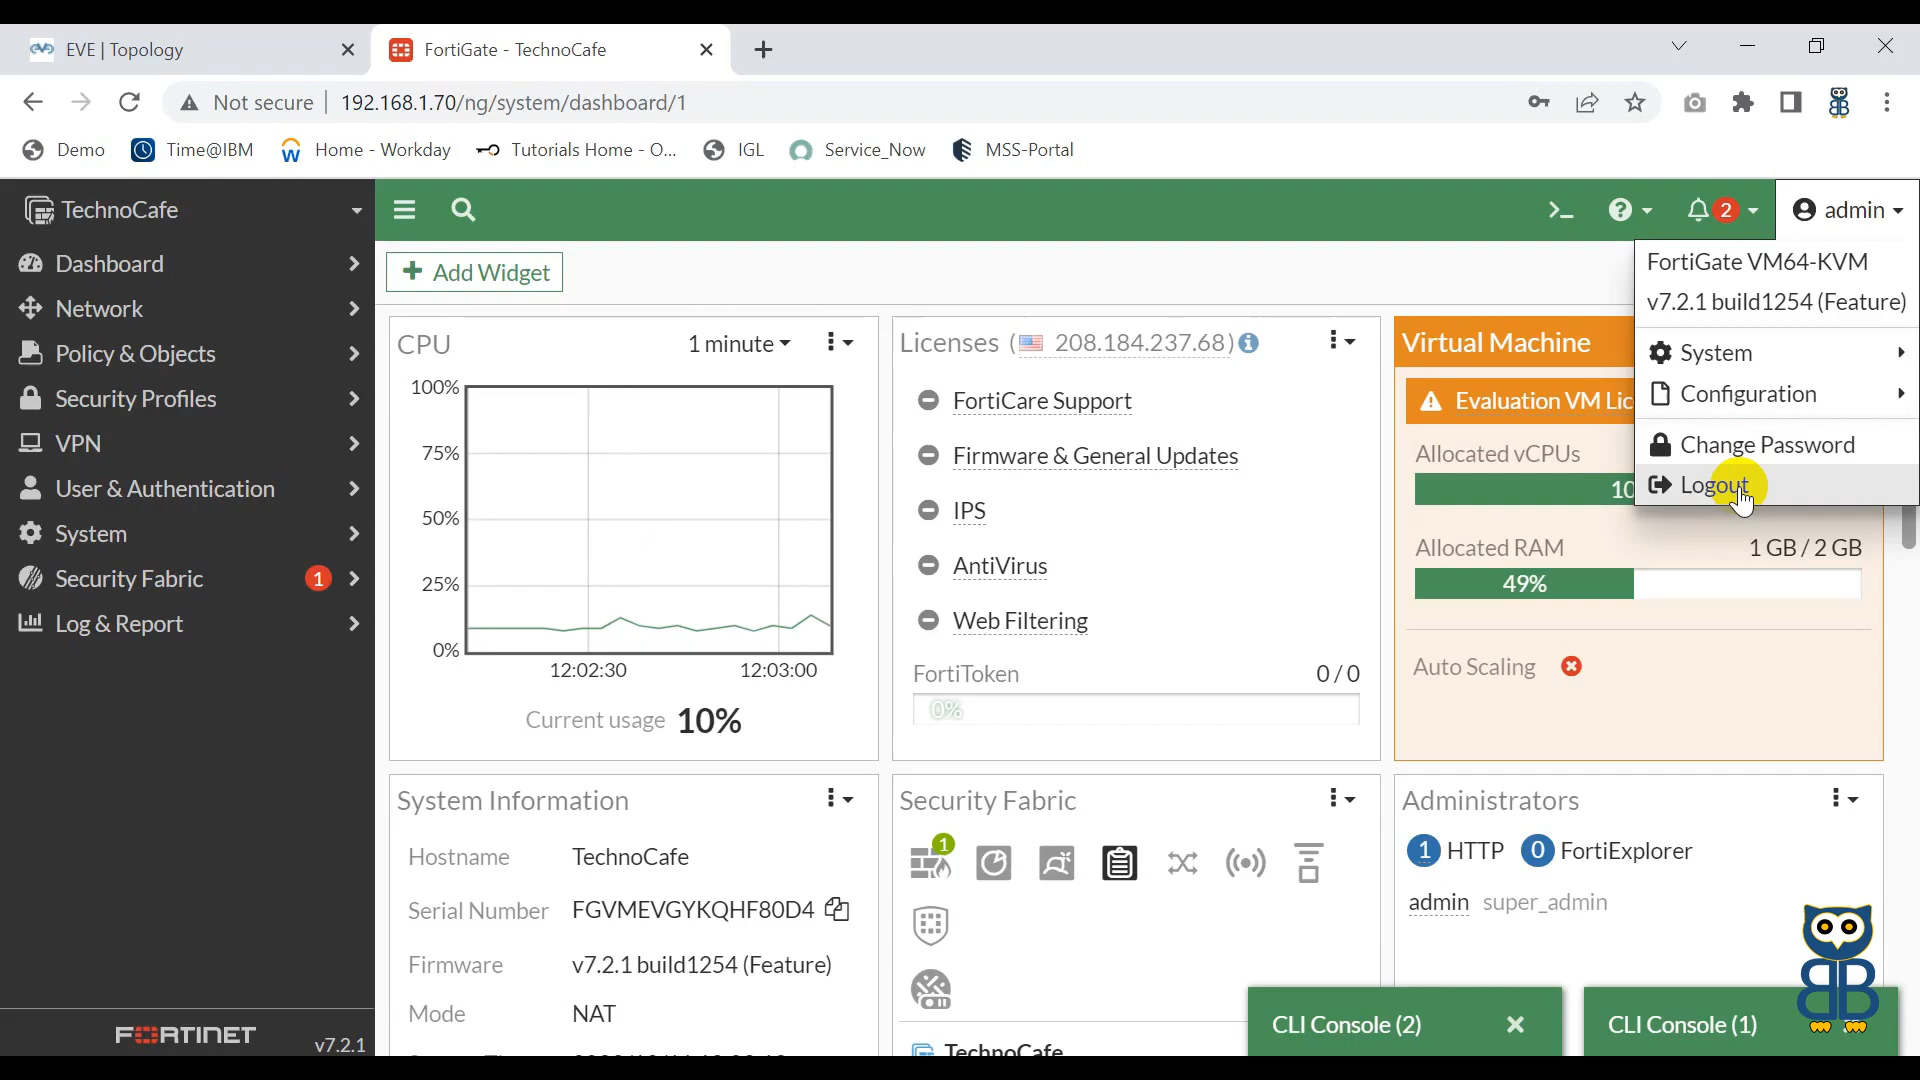 EVE | Topology
FortiGate - TechnoCafe
Not secure
192.168.1.70/ng/system/dashboard/1
Demo
Time@IBM
Home - Workday
Tutorials Home - O...
IGL
Service_Now
MSS-Portal
TechnoCafe
2
admin
Dashboard
Network
Policy & Objects
Security Profiles
VPN
User & Authentication
System
Security Fabric 1
Log & Report
FORTINET
v7.2.1
Add Widget
FortiGate VM64-KVM
v7.2.1 build1254 (Feature)
System
Configuration
Change Password
Logout
CPU
1 minute
100%
75%
50%
25%
0%
12:02:30
12:03:00
Current usage 10%
Licenses (208.184.237.68)
FortiCare Support
Firmware & General Updates
IPS
AntiVirus
Web Filtering
FortiToken
0 / 0
0%
Virtual Machine
Evaluation VM Lic
Allocated vCPUs
10
Allocated RAM
1 GB / 2 GB
49%
Auto Scaling
System Information
Hostname TechnoCafe
Serial Number FGVMEVGYKQHF80D4
Firmware v7.2.1 build1254 (Feature)
Mode NAT
Security Fabric
1
TechnoCafe
Administrators
1 HTTP 0 FortiExplorer
admin super_admin
CLI Console (2)
CLI Console (1)